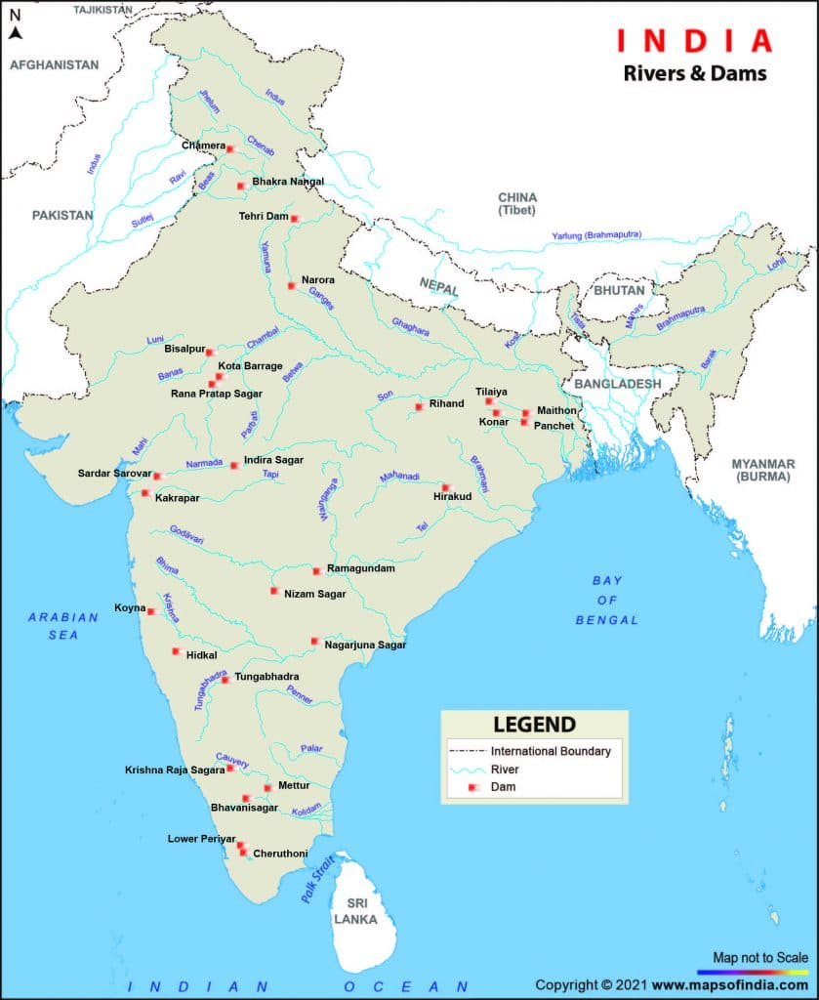 TAJIKISTAN
N
INDIA
Rivers & Dams
AFGHANISTAN
Indus
Jhelum
Chamera
Chenab
Indus
Ravi
Beas
Bhakra Nangal
PAKISTAN
Sutlej
Tehri Dam
CHINA
(Tibet)
Yarlung (Brahmaputra)
Yamuna
Lohit
Narora
Ganges
NEPAL
BHUTAN
Manas
Brahmaputra
Tista
Ghaghara
Kosi
Luni
Bisalpur
Chambal
Barak
Banas
Kota Barrage
Betwa
Rana Pratap Sagar
BANGLADESH
Son
Rihand
Tilaiya
Maithon
Konar
Panchet
Parbati
Mahi
MYANMAR
(BURMA)
Narmada
Indira Sagar
Sardar Sarovar
Tapi
Kakrapar
Wainganga
Mahanadi
Brahmani
Hirakud
Tel
Godavari
Bhima
Ramagundam
Nizam Sagar
BAY
OF
BENGAL
Koyna
Krishna
ARABIAN
SEA
Hidkal
Nagarjuna Sagar
Tungabhadra
Tungabhadra
Penner
LEGEND
International Boundary
River
Dam
Palar
Cauvery
Krishna Raja Sagara
Mettur
Bhavanisagar
Kolidam
Lower Periyar
Cheruthoni
Palk Strait
SRI
LANKA
Map not to Scale
INDIAN OCEAN
Copyright © 2021 www.mapsofindia.com